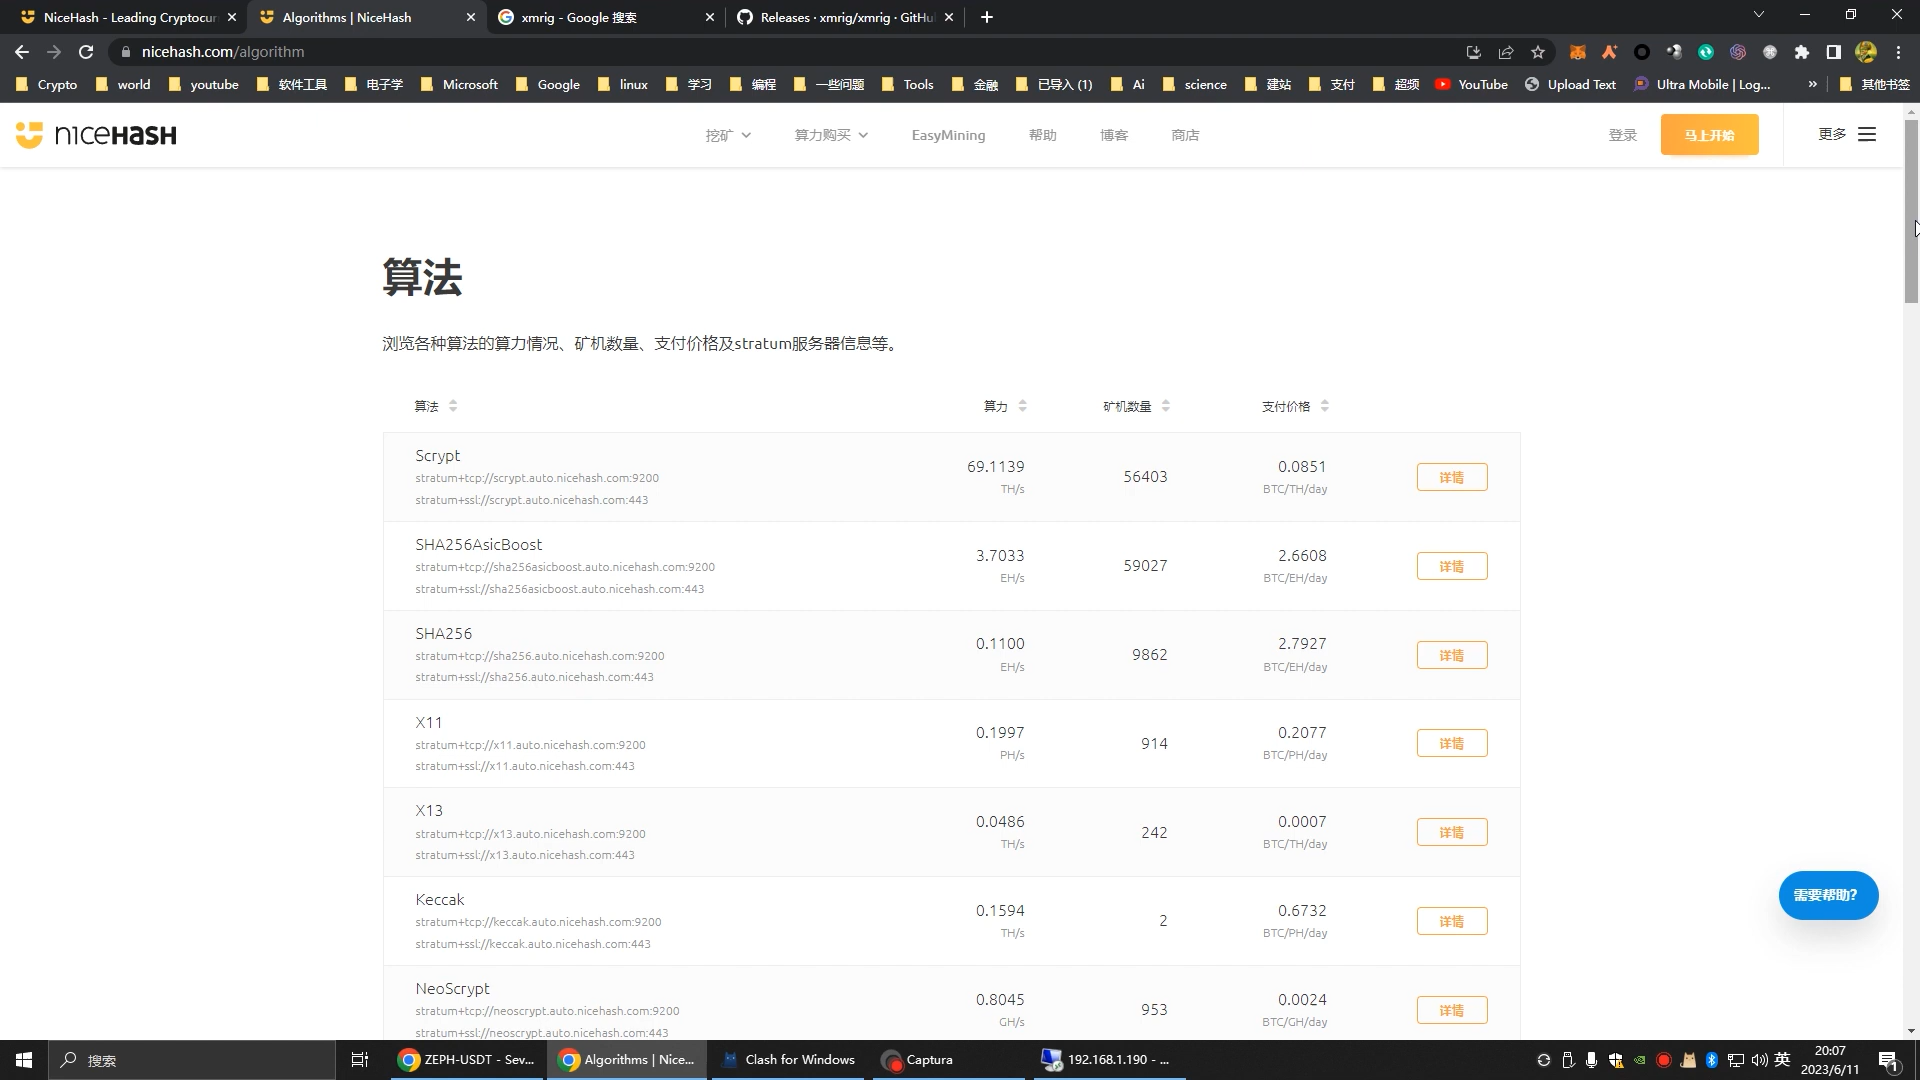 NiceHash - Leading Cryptocur
Algorithms | NiceHash
xmrig - Google 搜索
Releases · xmrig/xmrig · GitHu
nicehash.com/algorithm
Crypto
world
youtube
软件工具
电子学
Microsoft
Google
linux
学习
编程
一些问题
Tools
金融
已导入 (1)
Ai
science
建站
支付
超频
YouTube
Upload Text
Ultra Mobile | Log...
»
其他书签
niceHasH
挖矿
算力购买
EasyMining
帮助
博客
商店
登录
马上开始
更多
算法
浏览各种算法的算力情况、矿机数量、支付价格及stratum服务器信息等。
算法 算力 矿机数量 支付价格
Scrypt
stratum+tcp://scrypt.auto.nicehash.com:9200
stratum+ssl://scrypt.auto.nicehash.com:443
69.1139
TH/s
56403
0.0851
BTC/TH/day
详情
SHA256AsicBoost
stratum+tcp://sha256asicboost.auto.nicehash.com:9200
stratum+ssl://sha256asicboost.auto.nicehash.com:443
3.7033
EH/s
59027
2.6608
BTC/EH/day
详情
SHA256
stratum+tcp://sha256.auto.nicehash.com:9200
stratum+ssl://sha256.auto.nicehash.com:443
0.1100
EH/s
9862
2.7927
BTC/EH/day
详情
X11
stratum+tcp://x11.auto.nicehash.com:9200
stratum+ssl://x11.auto.nicehash.com:443
0.1997
PH/s
914
0.2077
BTC/PH/day
详情
X13
stratum+tcp://x13.auto.nicehash.com:9200
stratum+ssl://x13.auto.nicehash.com:443
0.0486
TH/s
242
0.0007
BTC/TH/day
详情
Keccak
stratum+tcp://keccak.auto.nicehash.com:9200
stratum+ssl://keccak.auto.nicehash.com:443
0.1594
TH/s
2
0.6732
BTC/PH/day
详情
NeoScrypt
stratum+tcp://neoscrypt.auto.nicehash.com:9200
stratum+ssl://neoscrypt.auto.nicehash.com:443
0.8045
GH/s
953
0.0024
BTC/GH/day
详情
需要帮助?
搜索
ZEPH-USDT - Sev...
Algorithms | Nice...
Clash for Windows
Captura
192.168.1.190 - ...
英
20:07
2023/6/11
1